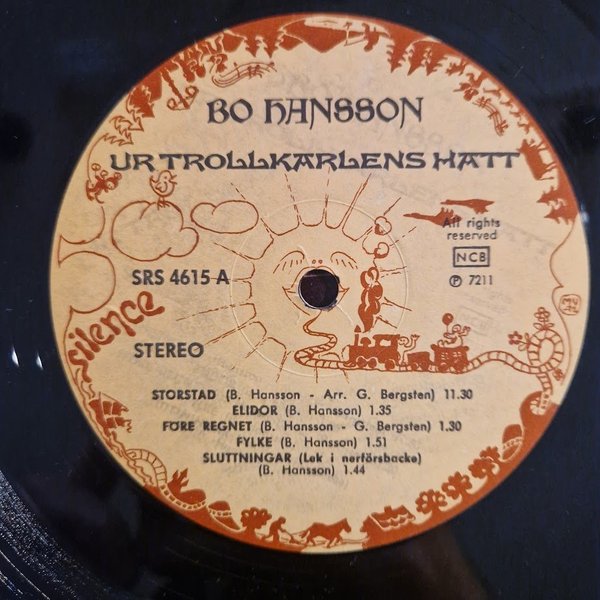 BO HANSSON
UR TROLLKARLENS HATT
All rights
reserved
NCB
SRS 4615 A
℗ 7211
silence
STEREO
STORSTAD (B. Hansson - Arr. G. Bergsten) 11.30
ELIDOR (B. Hansson) 1.35
FÖRE REGNET (B. Hansson - G. Bergsten) 1.30
FYLKE (B. Hansson) 1.51
SLUTTNINGAR (Lek i nerförsbacke)
(B. Hansson) 1.44